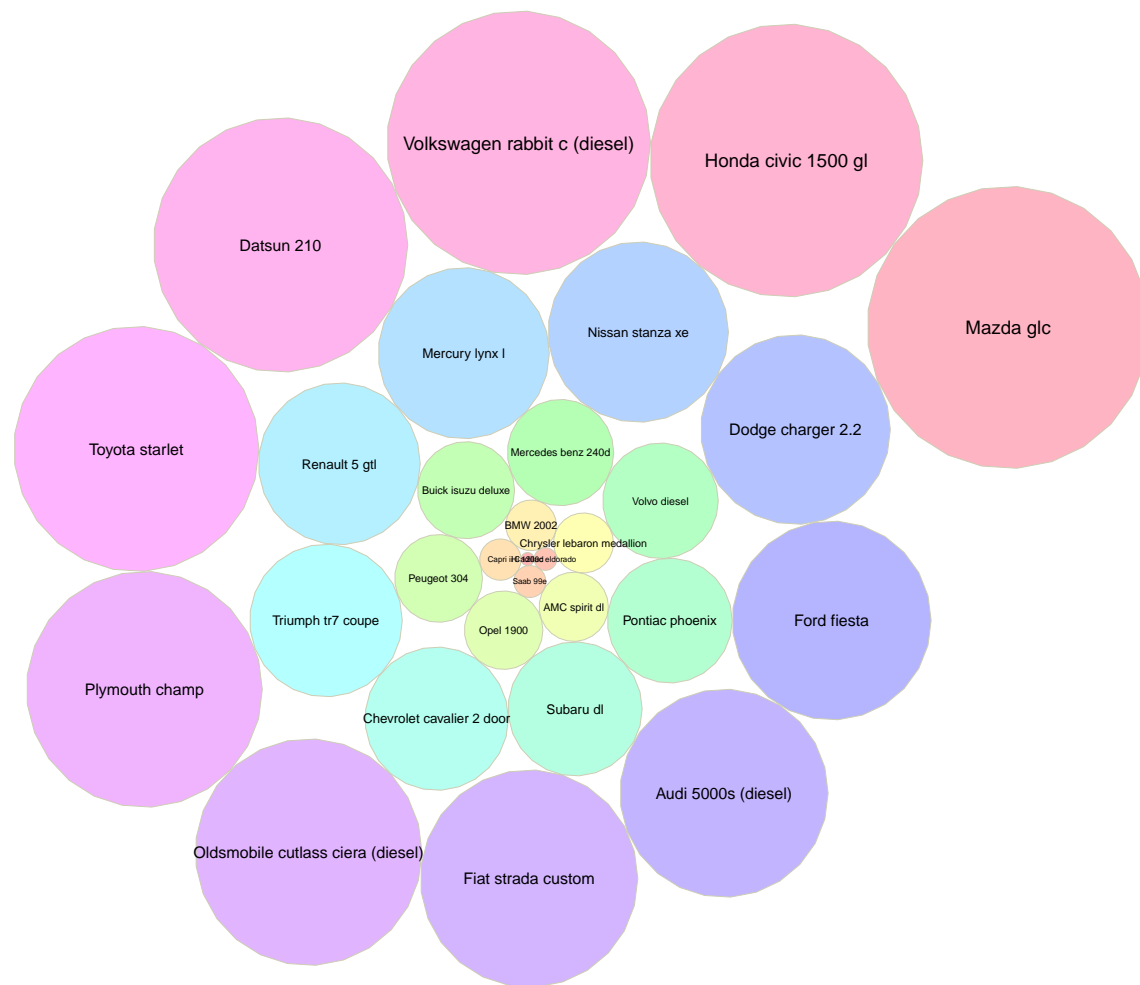 Volkswagen rabbit c (diesel)
Honda civic 1500 gl
Datsun 210
Mazda glc
Nissan stanza xe
Mercury lynx l
Dodge charger 2.2
Toyota starlet
Renault 5 gtl
Mercedes benz 240d
Buick isuzu deluxe
Volvo diesel
BMW 2002
Chrysler lebaron medallion
Capri ii
eldorado
Peugeot 304
Saab 99e
AMC spirit dl
Triumph tr7 coupe
Opel 1900
Pontiac phoenix
Ford fiesta
Plymouth champ
Chevrolet cavalier 2 door
Subaru dl
Audi 5000s (diesel)
Oldsmobile cutlass ciera (diesel)
Fiat strada custom